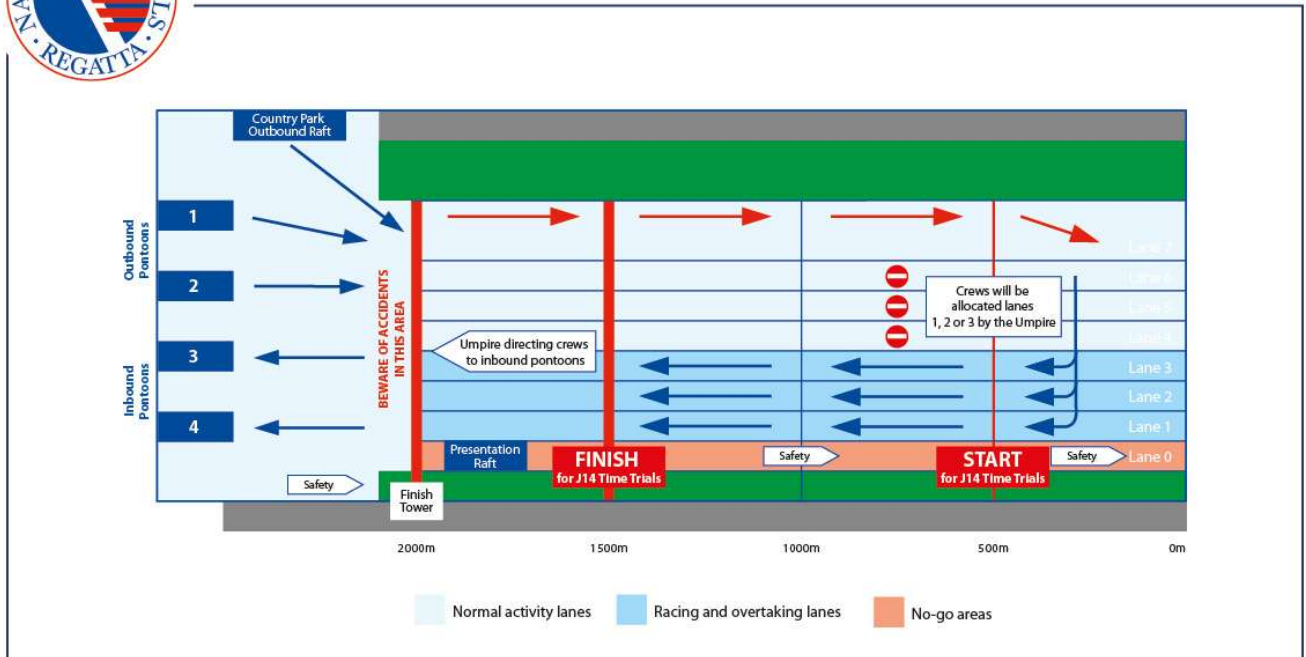 NA · REGATTA · S
Country Park
Outbound Raft
Outbound
Pontoons
1
2
Inbound
Pontoons
3
4
BEWARE OF ACCIDENTS
IN THIS AREA
Umpire directing crews
to inbound pontoons
Crews will be
allocated lanes
1, 2 or 3 by the Umpire
Lane 7
Lane 6
Lane 5
Lane 4
Lane 3
Lane 2
Lane 1
Lane 0
Presentation
Raft
FINISH
for J14 Time Trials
Safety
START
for J14 Time Trials
Safety
Safety
Finish
Tower
2000m
1500m
1000m
500m
0m
Normal activity lanes
Racing and overtaking lanes
No-go areas